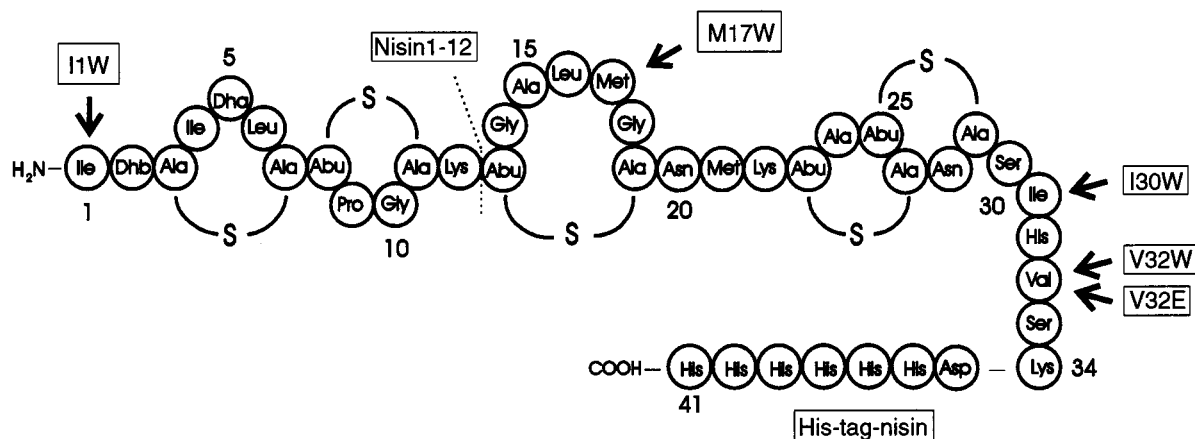 I1W
Nisin1-12
M17W
5
15
S
S
25
H₂N– Ile Dhb Ala Ile Dha Leu Ala Abu Pro Gly Ala Lys Abu Gly Ala Leu Met Gly Ala Asn Met Lys Abu Ala Abu Ala Asn Ala Ser Ile His Val Ser Lys
1
S
10
S
20
S
30
I30W
V32W
V32E
COOH– His His His His His His Asp –
34
41
His-tag-nisin